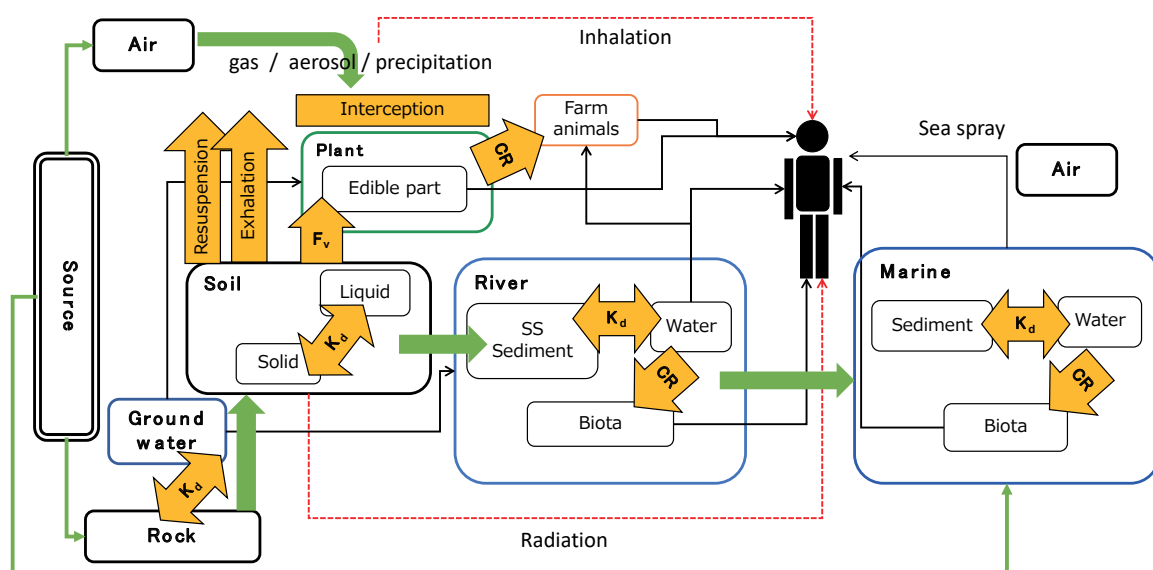 Air
Inhalation
gas / aerosol / precipitation
Interception
Farm
animals
Sea spray
Air
Plant
CR
Edible part
Resuspension
Exhalation
Fv
Source
Soil
Liquid
Kd
Solid
River
SS
Sediment
Kd
Water
CR
Biota
Marine
Sediment
Kd
Water
CR
Biota
Ground
water
Kd
Rock
Radiation